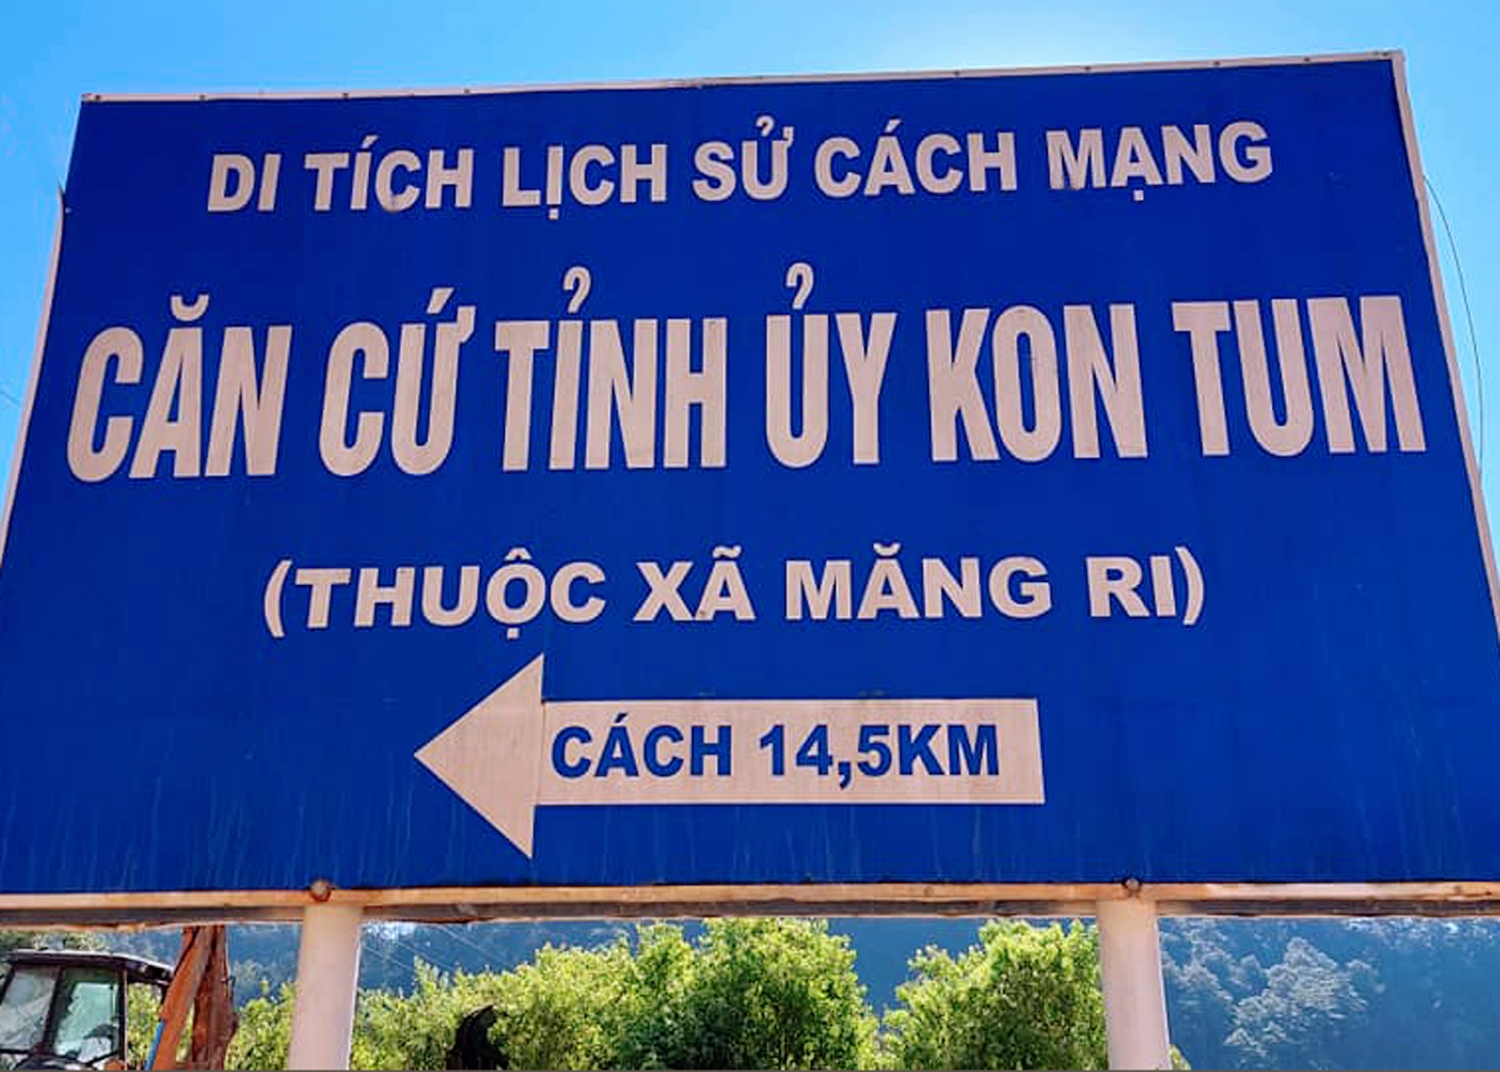 DI TÍCH LỊCH SỬ CÁCH MẠNG
CĂN CỨ TỈNH ỦY KON TUM
(THUỘC XÃ MĂNG RI)
CÁCH 14,5KM